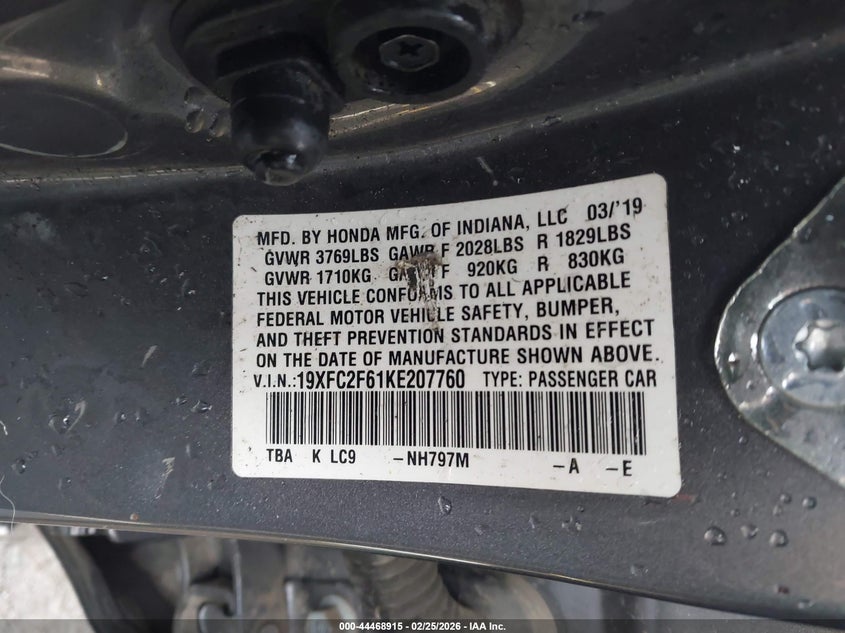 MFD. BY HONDA MFG. OF INDIANA, LLC 03/'19
GVWR 3769LBS GAWR F 2028LBS R 1829LBS
GVWR 1710KG F 920KG R 830KG
THIS VEHICLE CONFORMS TO ALL APPLICABLE
FEDERAL MOTOR VEHICLE SAFETY, BUMPER,
AND THEFT PREVENTION STANDARDS IN EFFECT
ON THE DATE OF MANUFACTURE SHOWN ABOVE.
V.I.N.:19XFC2F61KE207760 TYPE: PASSENGER CAR
TBA K LC9 -NH797M -A -E
000-44468915 - 02/25/2026 - IAA Inc.